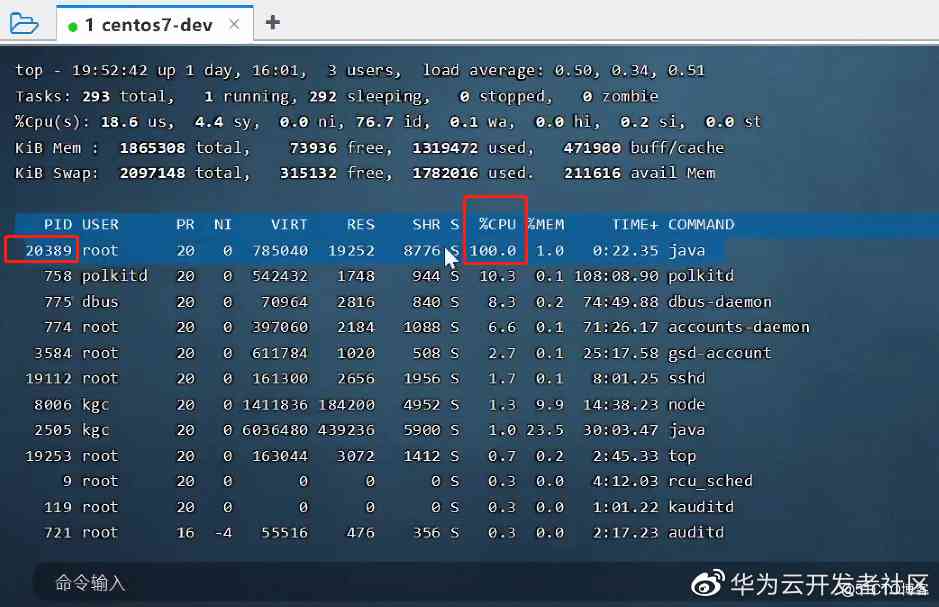 1 centos7-dev × +
top - 19:52:42 up 1 day, 16:01, 3 users, load average: 0.50, 0.34, 0.51
Tasks: 293 total, 1 running, 292 sleeping, 0 stopped, 0 zombie
%Cpu(s): 18.6 us, 4.4 sy, 0.0 ni, 76.7 id, 0.1 wa, 0.0 hi, 0.2 si, 0.0 st
KiB Mem : 1865308 total, 73936 free, 1319472 used, 471900 buff/cache
KiB Swap: 2097148 total, 315132 free, 1782016 used. 211616 avail Mem
PID USER PR NI VIRT RES SHR S %CPU %MEM TIME+ COMMAND
20389 root 20 0 785040 19252 8776 S 100.0 1.0 0:22.35 java
758 polkitd 20 0 542432 1748 944 S 10.3 0.1 108:08.90 polkitd
775 dbus 20 0 70964 2816 840 S 8.3 0.2 74:49.88 dbus-daemon
774 root 20 0 397060 2184 1088 S 6.6 0.1 71:26.17 accounts-daemon
3584 root 20 0 611784 1020 508 S 2.7 0.1 25:17.58 gsd-account
19112 root 20 0 161300 2656 1956 S 1.7 0.1 8:01.25 sshd
8006 kgc 20 0 1411836 184200 4952 S 1.3 9.9 14:38.23 node
2505 kgc 20 0 6036480 439236 5900 S 1.0 23.5 30:03.47 java
19253 root 20 0 163044 3072 1412 S 0.7 0.2 2:45.33 top
9 root 20 0 0 0 0 S 0.3 0.0 4:12.03 rcu_sched
119 root 20 0 0 0 0 S 0.3 0.0 1:01.22 kauditd
721 root 16 -4 55516 476 356 S 0.3 0.0 2:17.23 auditd
命令输入
华为云开发者社区
@51CTO博客